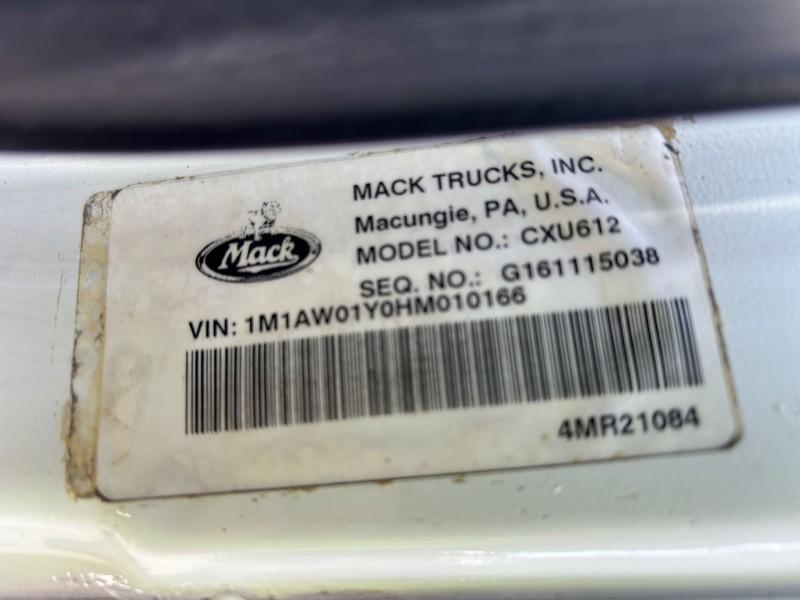 Mack
MACK TRUCKS, INC.
Macungie, PA, U.S.A.
MODEL NO.: CXU612
SEQ. NO.: G161115038
VIN: 1M1AW01Y0HM010166
4MR21084